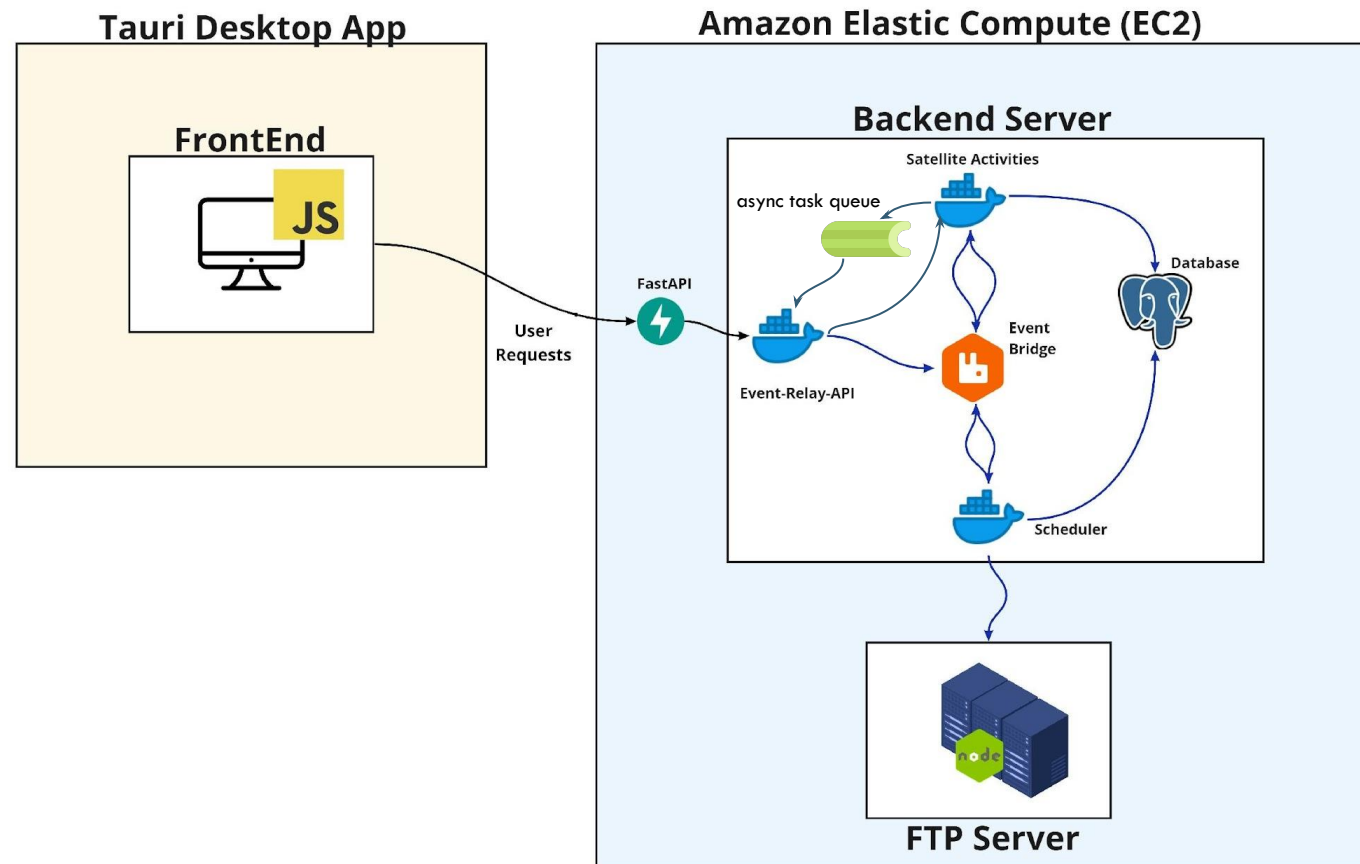 Tauri Desktop App
Amazon Elastic Compute (EC2)
FrontEnd
JS
Backend Server
Satellite Activities
async task queue
Database
FastAPI
User
Requests
Event
Bridge
Event-Relay-API
Scheduler
node
FTP Server